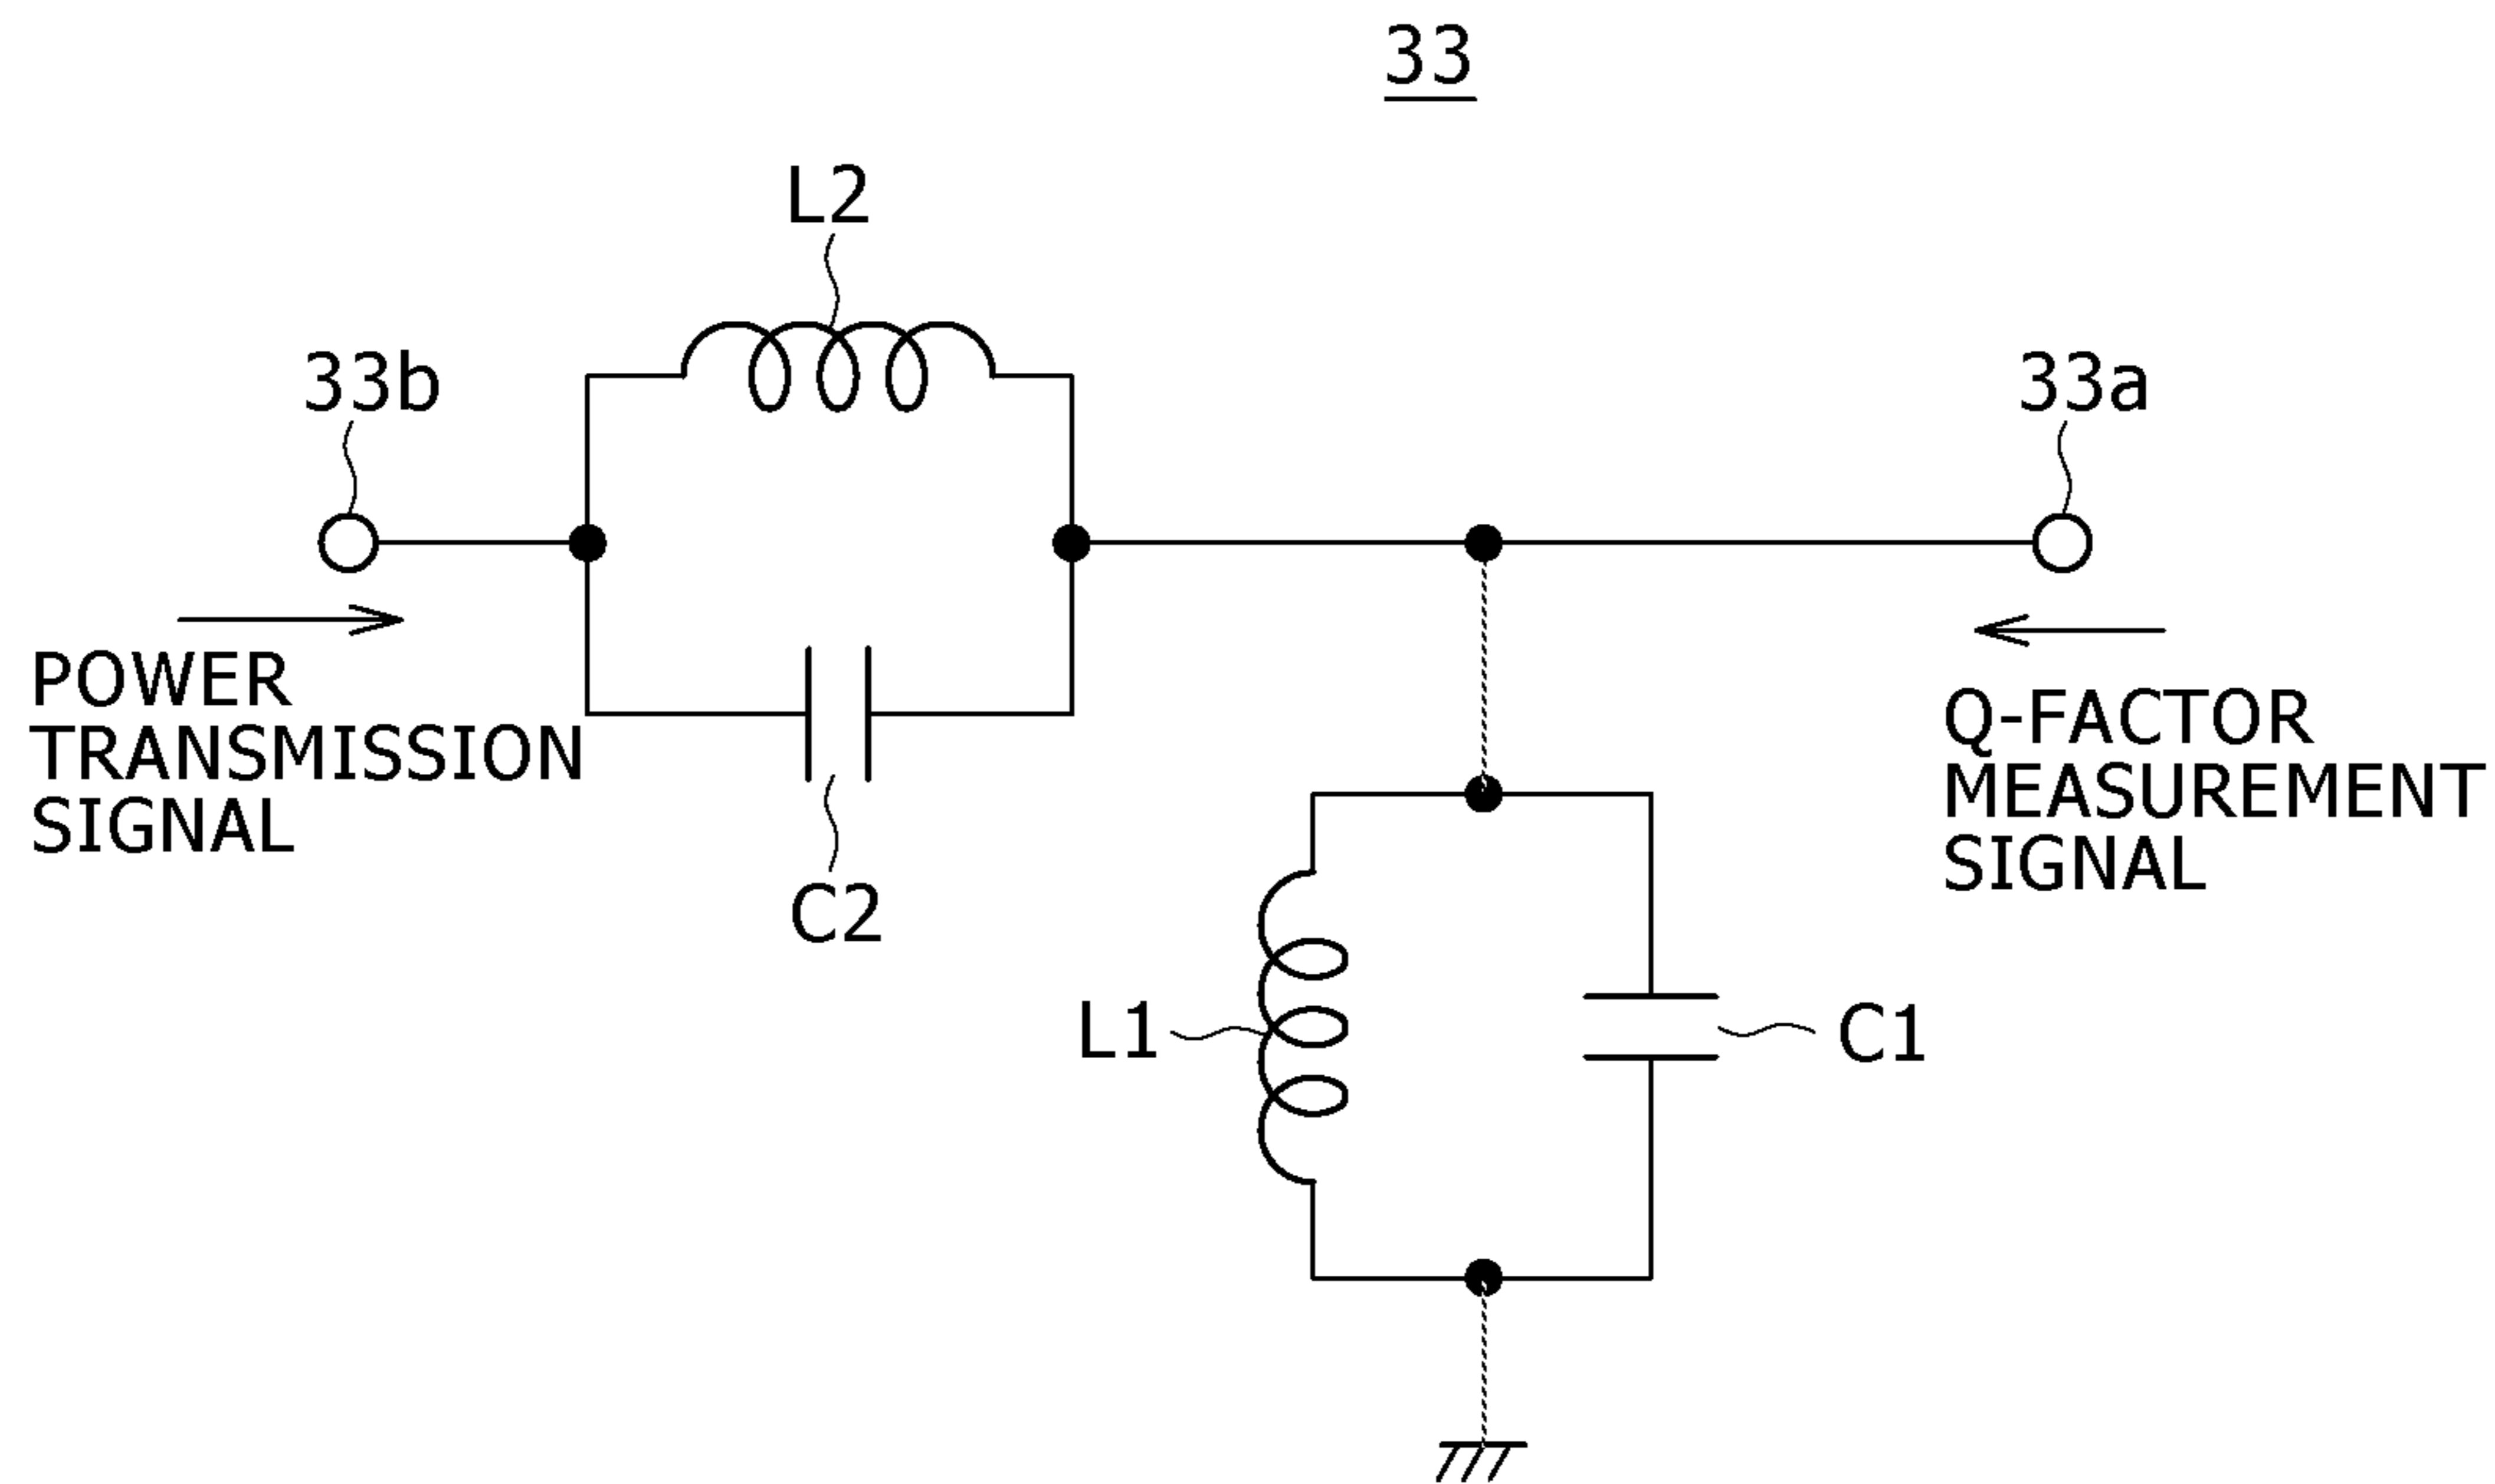 33
L2
33b
33a
POWER
TRANSMISSION
SIGNAL
Q-FACTOR
MEASUREMENT
SIGNAL
C2
L1
C1